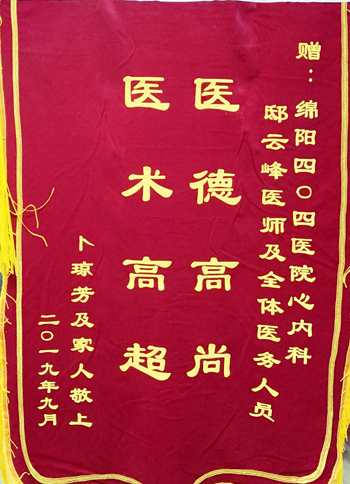 赠：绵阳四〇四医院心内科
邸云峰医师及全体医务人员
医德高尚
医术高超
卜琼芳及家人敬上
二〇一九年九月